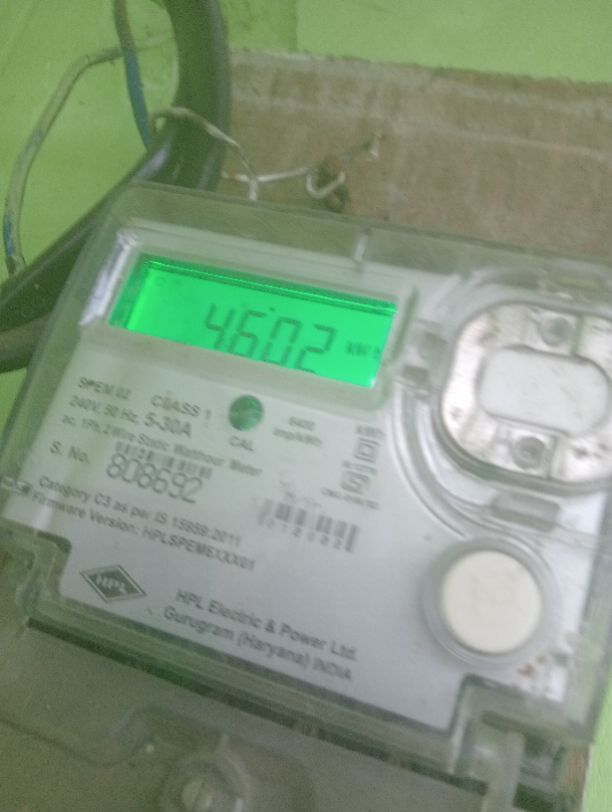 4602 kWh
SPEM 02 CLASS 1
240V, 50 Hz, 5-30A
6400 imp/kWh
ac, 1Ph, 2 Wire Static Watthour Meter
CAL
S. No.
808692
Category C3 as per IS 15959:2011
Firmware Version: HPLSPEMEXXX01
HPL
HPL Electric & Power Ltd.
Gurugram (Haryana) INDIA